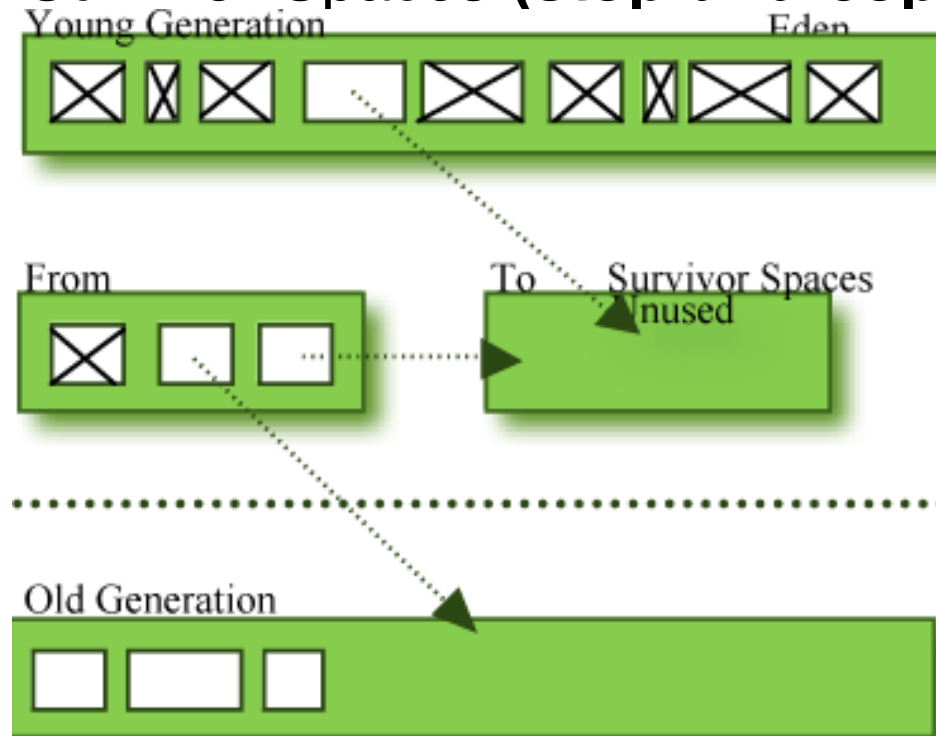 Young Generation
Eden
From
To
Survivor Spaces
Unused
Old Generation